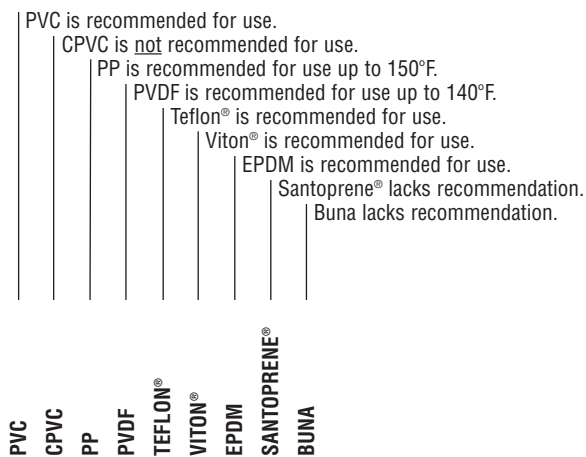 PVC is recommended for use.
CPVC is not recommended for use.
PP is recommended for use up to 150°F.
PVDF is recommended for use up to 140°F.
Teflon® is recommended for use.
Viton® is recommended for use.
EPDM is recommended for use.
Santoprene® lacks recommendation.
Buna lacks recommendation.
PVC
CPVC
PP
PVDF
TEFLON®
VITON®
EPDM
SANTOPRENE®
BUNA